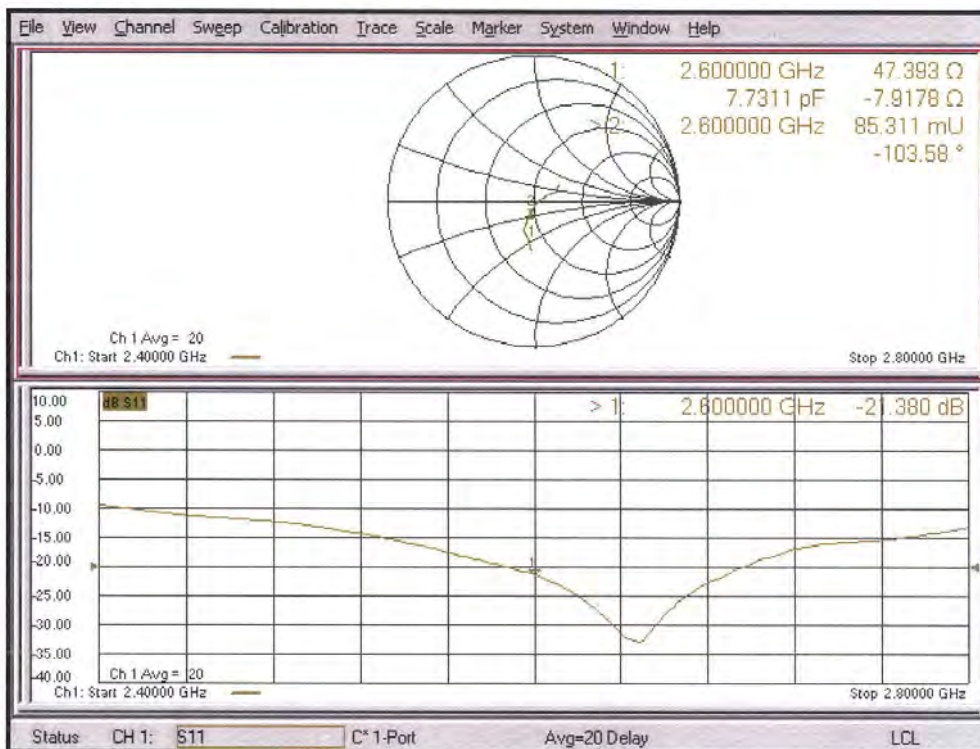 File View Channel Sweep Calibration Trace Scale Marker System Window Help
1: 2.600000 GHz 47.393 Ω
7.7311 pF -7.9178 Ω
> 2: 2.600000 GHz 85.311 mU
-103.58 °
1
Ch 1 Avg = 20
Ch1: Start 2.40000 GHz
Stop 2.80000 GHz
10.00
dB S11
> 1: 2.600000 GHz -21.380 dB
5.00
0.00
-5.00
-10.00
-15.00
-20.00
1
-25.00
-30.00
-35.00
-40.00
Ch 1 Avg = 20
Ch1: Start 2.40000 GHz
Stop 2.80000 GHz
Status CH 1: S11 C* 1-Port Avg=20 Delay LCL